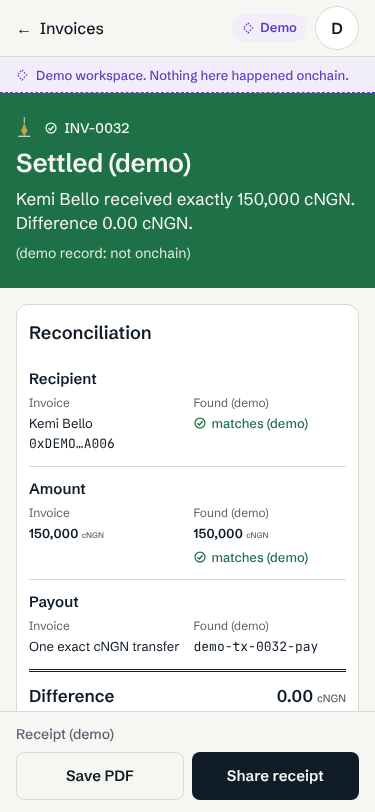 ← Invoices
Demo
D
Demo workspace. Nothing here happened onchain.
INV-0032
Settled (demo)
Kemi Bello received exactly 150,000 cNGN.
Difference 0.00 cNGN.
(demo record: not onchain)
Reconciliation
Recipient
Invoice Found (demo)
Kemi Bello matches (demo)
0xDEMO…A006
Amount
Invoice Found (demo)
150,000 cNGN 150,000 cNGN
matches (demo)
Payout
Invoice Found (demo)
One exact cNGN transfer demo-tx-0032-pay
Difference 0.00 cNGN
Receipt (demo)
Save PDF Share receipt